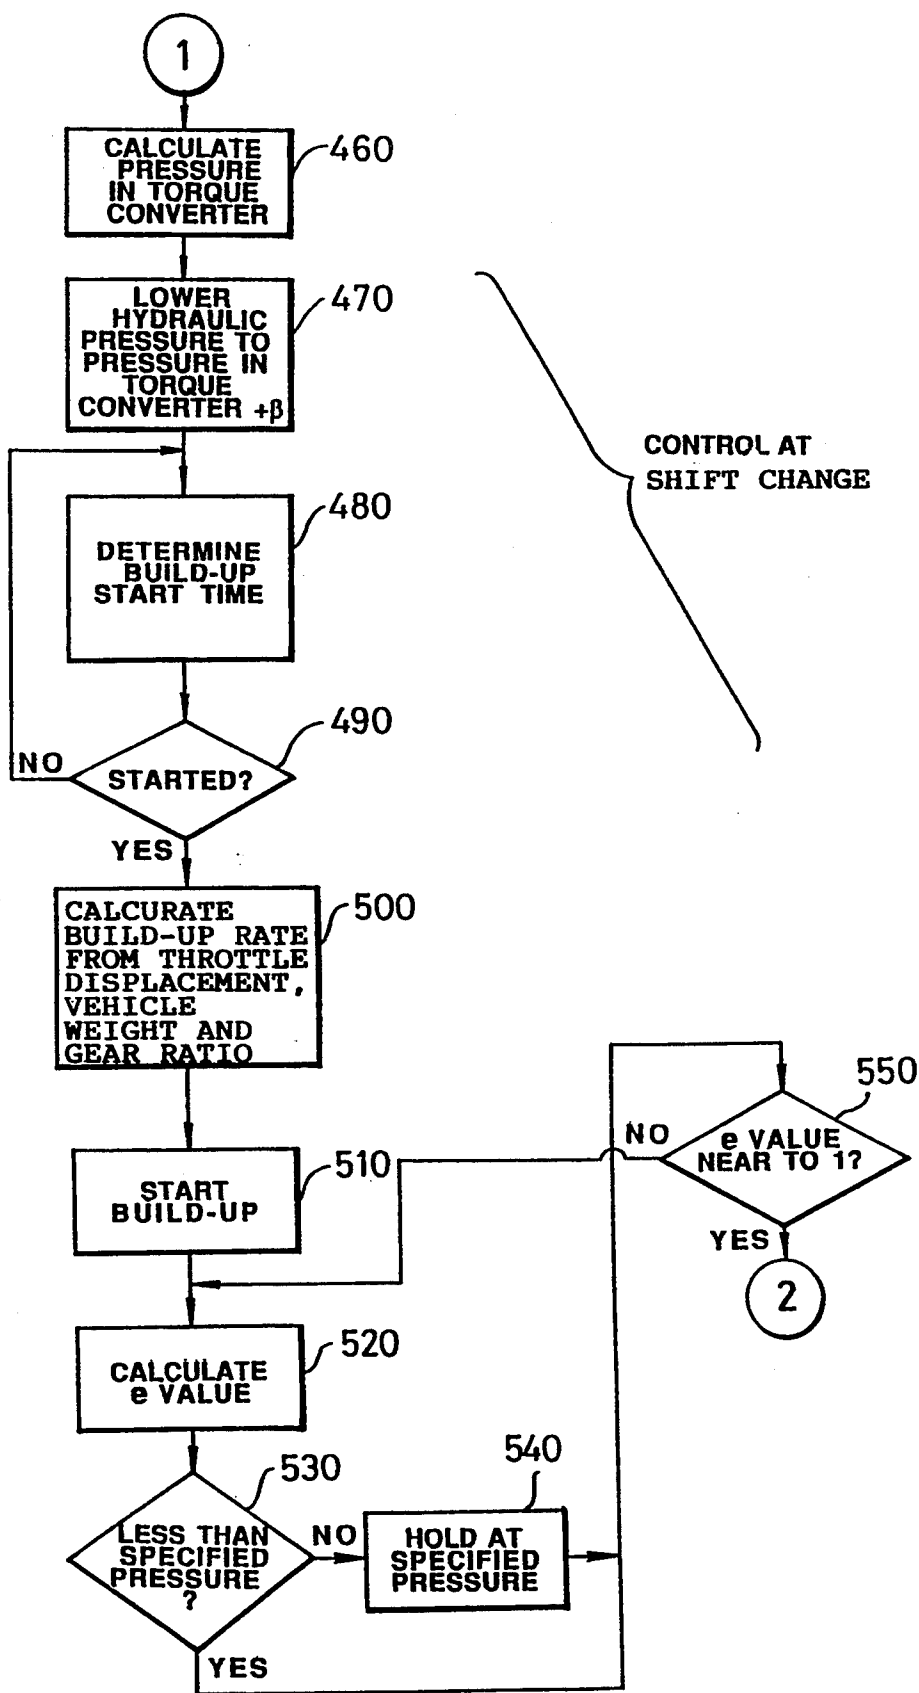 1
CALCULATE
PRESSURE
IN TORQUE
CONVERTER
460
LOWER
HYDRAULIC
PRESSURE TO
PRESSURE IN
TORQUE
CONVERTER +β
470
CONTROL AT
SHIFT CHANGE
DETERMINE
BUILD-UP
START TIME
480
STARTED?
490
NO
YES
CALCURATE
BUILD-UP RATE
FROM THROTTLE
DISPLACEMENT,
VEHICLE
WEIGHT AND
GEAR RATIO
500
START
BUILD-UP
510
CALCULATE
e VALUE
520
LESS THAN
SPECIFIED
PRESSURE
?
530
NO
YES
HOLD AT
SPECIFIED
PRESSURE
540
e VALUE
NEAR TO 1?
550
NO
YES
2